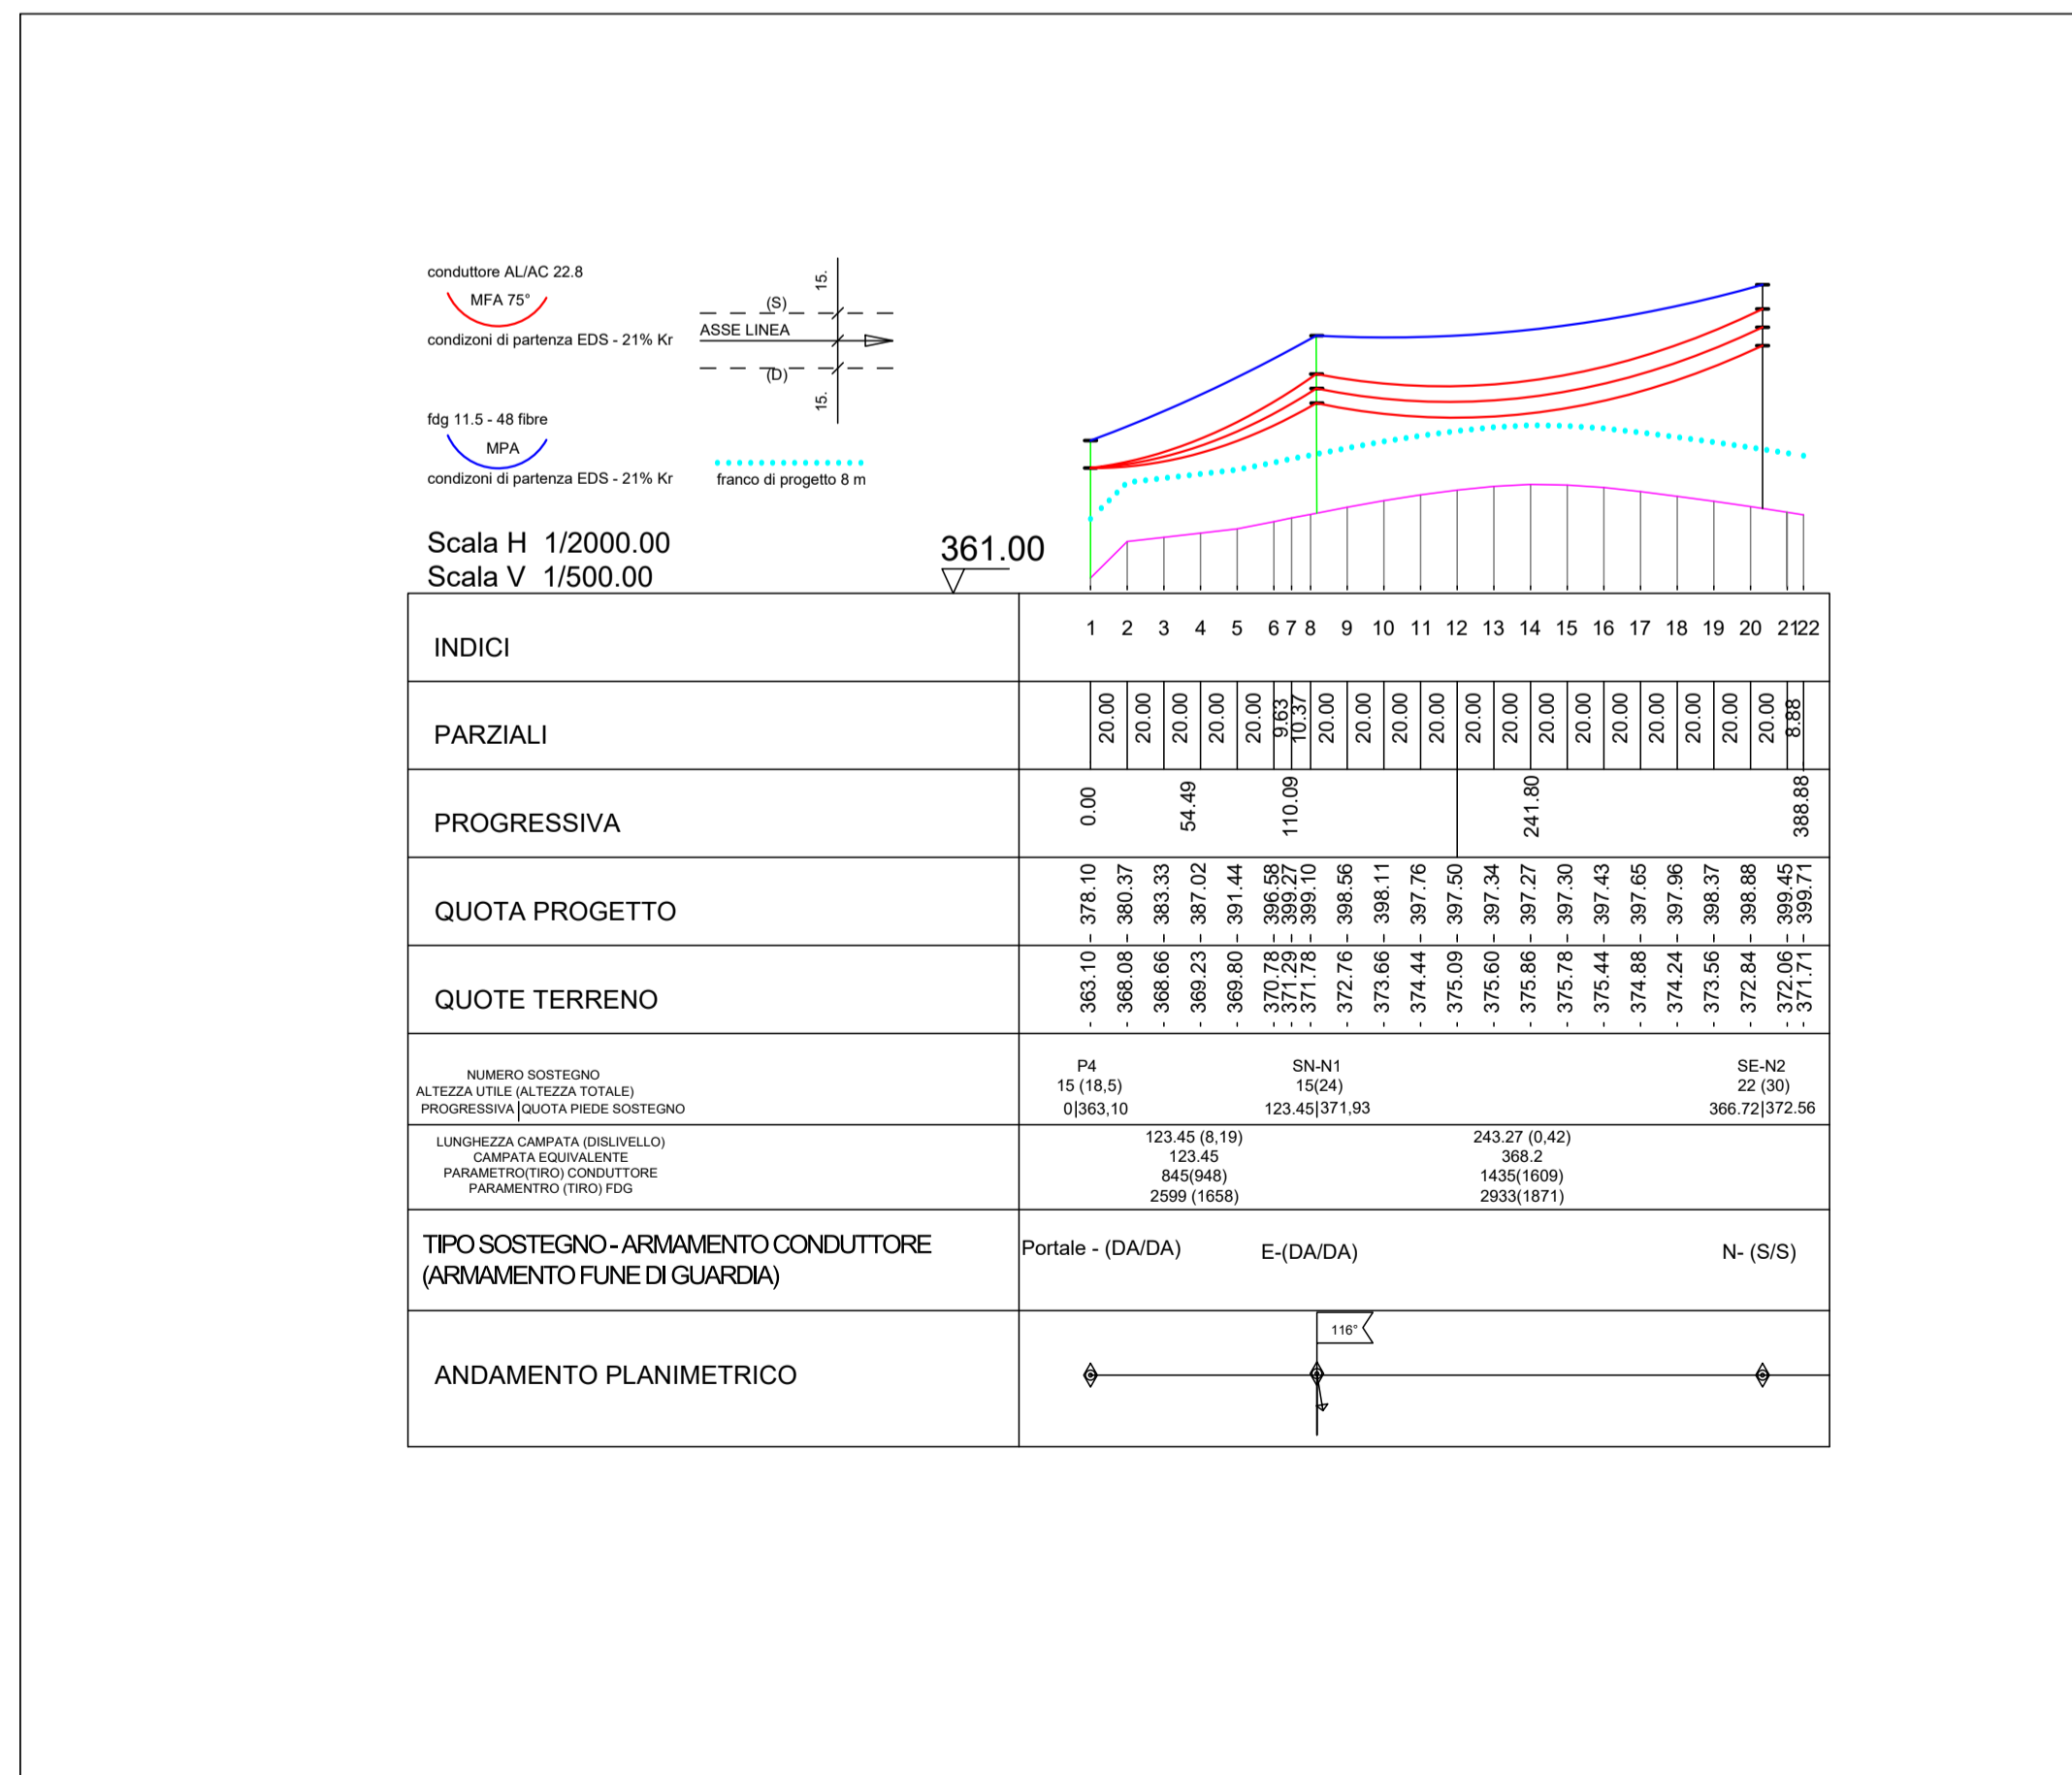 conduttore AL/AC 22.8
MFA 75°
condizoni di partenza EDS - 21% Kr
15.
(S)
ASSE LINEA
(D)
15.
fdg 11.5 - 48 fibre
MPA
condizoni di partenza EDS - 21% Kr
franco di progetto 8 m
Scala H 1/2000.00
Scala V 1/500.00
361.00
INDICI
1 2 3 4 5 6 7 8 9 10 11 12 13 14 15 16 17 18 19 20 21 22
PARZIALI
20.00 20.00 20.00 20.00 20.00 9.63 10.37 20.00 20.00 20.00 20.00 20.00 20.00 20.00 20.00 20.00 20.00 20.00 20.00 20.00 8.88
PROGRESSIVA
0.00 54.49 110.09 241.80 388.88
QUOTA PROGETTO
- 378.10 - 380.37 - 383.33 - 387.02 - 391.44 - 396.58 - 399.27 - 399.10 - 398.56 - 398.11 - 397.76 - 397.50 - 397.34 - 397.27 - 397.30 - 397.43 - 397.65 - 397.96 - 398.37 - 398.88 - 399.45 - 399.71
QUOTE TERRENO
- 363.10 - 368.08 - 368.66 - 369.23 - 369.80 - 370.78 - 371.29 - 371.78 - 372.76 - 373.66 - 374.44 - 375.09 - 375.60 - 375.86 - 375.78 - 375.44 - 374.88 - 374.24 - 373.56 - 372.84 - 372.06 - 371.71
NUMERO SOSTEGNO
ALTEZZA UTILE (ALTEZZA TOTALE)
PROGRESSIVA|QUOTA PIEDE SOSTEGNO
P4
15 (18,5)
0|363,10
SN-N1
15(24)
123.45|371,93
SE-N2
22 (30)
366.72|372.56
LUNGHEZZA CAMPATA (DISLIVELLO)
CAMPATA EQUIVALENTE
PARAMETRO(TIRO) CONDUTTORE
PARAMENTRO (TIRO) FDG
123.45 (8,19)
123.45
845(948)
2599 (1658)
243.27 (0,42)
368.2
1435(1609)
2933(1871)
TIPO SOSTEGNO - ARMAMENTO CONDUTTORE
(ARMAMENTO FUNE DI GUARDIA)
Portale - (DA/DA)
E-(DA/DA)
N- (S/S)
ANDAMENTO PLANIMETRICO
116°